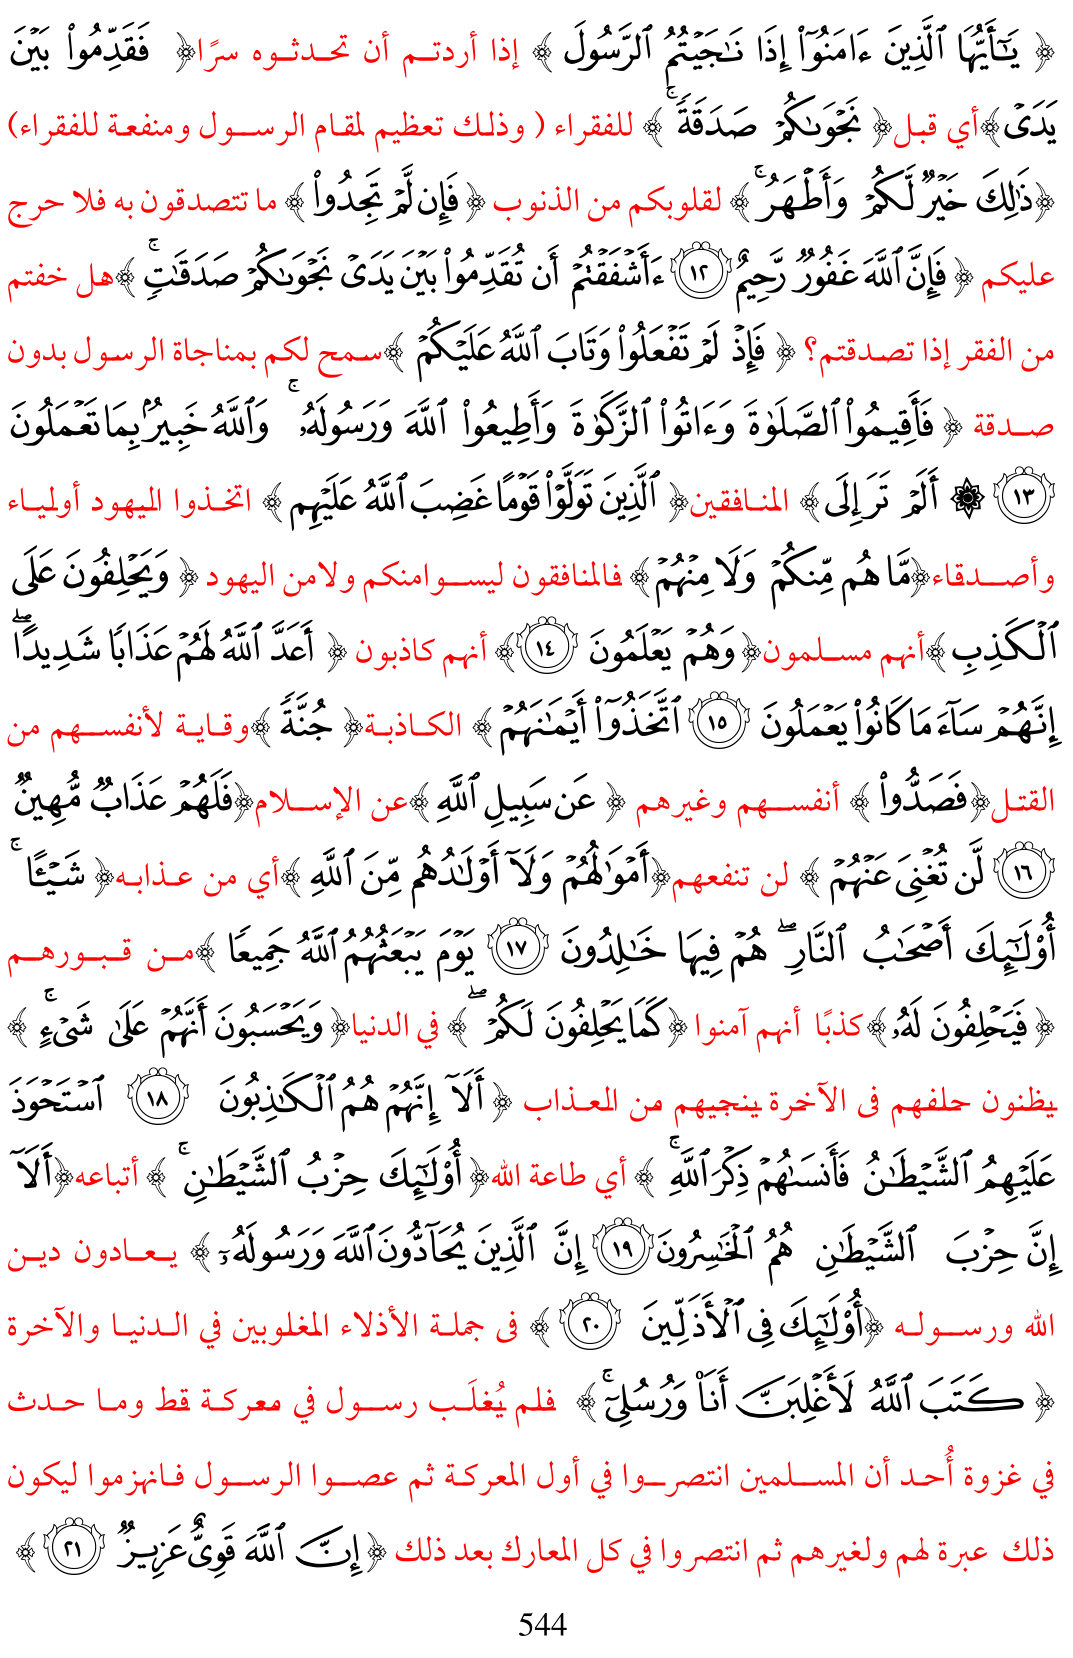 ﴿ يَـٰٓأَيُّهَا ٱلَّذِينَ ءَامَنُوٓا۟ إِذَا نَـٰجَيْتُمُ ٱلرَّسُولَ ﴾ إذا أردتم أن تحدثوه سرًا﴿ فَقَدِّمُوا۟ بَيْنَ
يَدَىْ﴾أي قبل﴿ نَجْوَىٰكُمْ صَدَقَةً ۚ ﴾ للفقراء ( وذلك تعظيم لمقام الرسول ومنفعة للفقراء)
﴿ذَٰلِكَ خَيْرٌ لَّكُمْ وَأَطْهَرُ ۚ ﴾ لقلوبكم من الذنوب ﴿ فَإِن لَّمْ تَجِدُوا۟ ﴾ ما تتصدقون به فلا حرج
عليكم ﴿ فَإِنَّ ٱللَّهَ غَفُورٌ رَّحِيمٌ ١٢ ءَأَشْفَقْتُمْ أَن تُقَدِّمُوا۟ بَيْنَ يَدَىْ نَجْوَىٰكُمْ صَدَقَـٰتٍ ۚ ﴾هل خفتم
من الفقر إذا تصدقتم؟ ﴿ فَإِذْ لَمْ تَفْعَلُوا۟ وَتَابَ ٱللَّهُ عَلَيْكُمْ ﴾سمح لكم بمناجاة الرسول بدون
صدقة ﴿ فَأَقِيمُوا۟ ٱلصَّلَوٰةَ وَءَاتُوا۟ ٱلزَّكَوٰةَ وَأَطِيعُوا۟ ٱللَّهَ وَرَسُولَهُۥ ۚ وَٱللَّهُ خَبِيرٌۢ بِمَا تَعْمَلُونَ
١٣ ۞ أَلَمْ تَرَ إِلَى ﴾ المنافقين﴿ ٱلَّذِينَ تَوَلَّوْا۟ قَوْمًا غَضِبَ ٱللَّهُ عَلَيْهِم ﴾ اتخذوا اليهود أولياء
وأصدقاء﴿مَّا هُم مِّنكُمْ وَلَا مِنْهُمْ﴾ فالمنافقون ليسوامنكم ولامن اليهود ﴿ وَيَحْلِفُونَ عَلَى
ٱلْكَذِبِ ﴾أنهم مسلمون﴿ وَهُمْ يَعْلَمُونَ ١٤﴾ أنهم كاذبون ﴿ أَعَدَّ ٱللَّهُ لَهُمْ عَذَابًا شَدِيدًا ۖ
إِنَّهُمْ سَآءَ مَا كَانُوا۟ يَعْمَلُونَ ١٥ ٱتَّخَذُوٓا۟ أَيْمَـٰنَهُمْ ﴾ الكاذبة﴿ جُنَّةً ﴾وقاية لأنفسهم من
القتل﴿فَصَدُّوا۟ ﴾ أنفسهم وغيرهم ﴿ عَن سَبِيلِ ٱللَّهِ ﴾عن الإسلام﴿فَلَهُمْ عَذَابٌ مُّهِينٌ
١٦ لَّن تُغْنِىَ عَنْهُمْ ﴾ لن تنفعهم﴿أَمْوَٰلُهُمْ وَلَآ أَوْلَـٰدُهُم مِّنَ ٱللَّهِ ﴾أي من عذابه﴿ شَيْـًٔا ۚ
أُو۟لَـٰٓئِكَ أَصْحَـٰبُ ٱلنَّارِ ۖ هُمْ فِيهَا خَـٰلِدُونَ ١٧ يَوْمَ يَبْعَثُهُمُ ٱللَّهُ جَمِيعًا ﴾من قبورهم
﴿ فَيَحْلِفُونَ لَهُۥ ﴾كذبًا أنهم آمنوا ﴿كَمَا يَحْلِفُونَ لَكُمْ ۖ ﴾ في الدنيا﴿ وَيَحْسَبُونَ أَنَّهُمْ عَلَىٰ شَىْءٍ ۚ ﴾
يظنون حلفهم فى الآخرة ينجيهم من العذاب ﴿ أَلَآ إِنَّهُمْ هُمُ ٱلْكَـٰذِبُونَ ١٨ ٱسْتَحْوَذَ
عَلَيْهِمُ ٱلشَّيْطَـٰنُ فَأَنسَىٰهُمْ ذِكْرَ ٱللَّهِ ۚ ﴾ أي طاعة الله﴿ أُو۟لَـٰٓئِكَ حِزْبُ ٱلشَّيْطَـٰنِ ۚ ﴾ أتباعه﴿أَلَآ
إِنَّ حِزْبَ ٱلشَّيْطَـٰنِ هُمُ ٱلْخَـٰسِرُونَ ١٩ إِنَّ ٱلَّذِينَ يُحَآدُّونَ ٱللَّهَ وَرَسُولَهُۥٓ ﴾ يعادون دين
الله ورسوله ﴿أُو۟لَـٰٓئِكَ فِى ٱلْأَذَلِّينَ ٢٠ ﴾ فى جملة الأذلاء المغلوبين في الدنيا والآخرة
﴿ كَتَبَ ٱللَّهُ لَأَغْلِبَنَّ أَنَا۠ وَرُسُلِىٓ ۚ ﴾ فلم يُغلَب رسول في معركة قط وما حدث
في غزوة أُحد أن المسلمين انتصروا في أول المعركة ثم عصوا الرسول فانهزموا ليكون
ذلك عبرة لهم ولغيرهم ثم انتصروا في كل المعارك بعد ذلك ﴿ إِنَّ ٱللَّهَ قَوِىٌّ عَزِيزٌ ٢١ ﴾
544